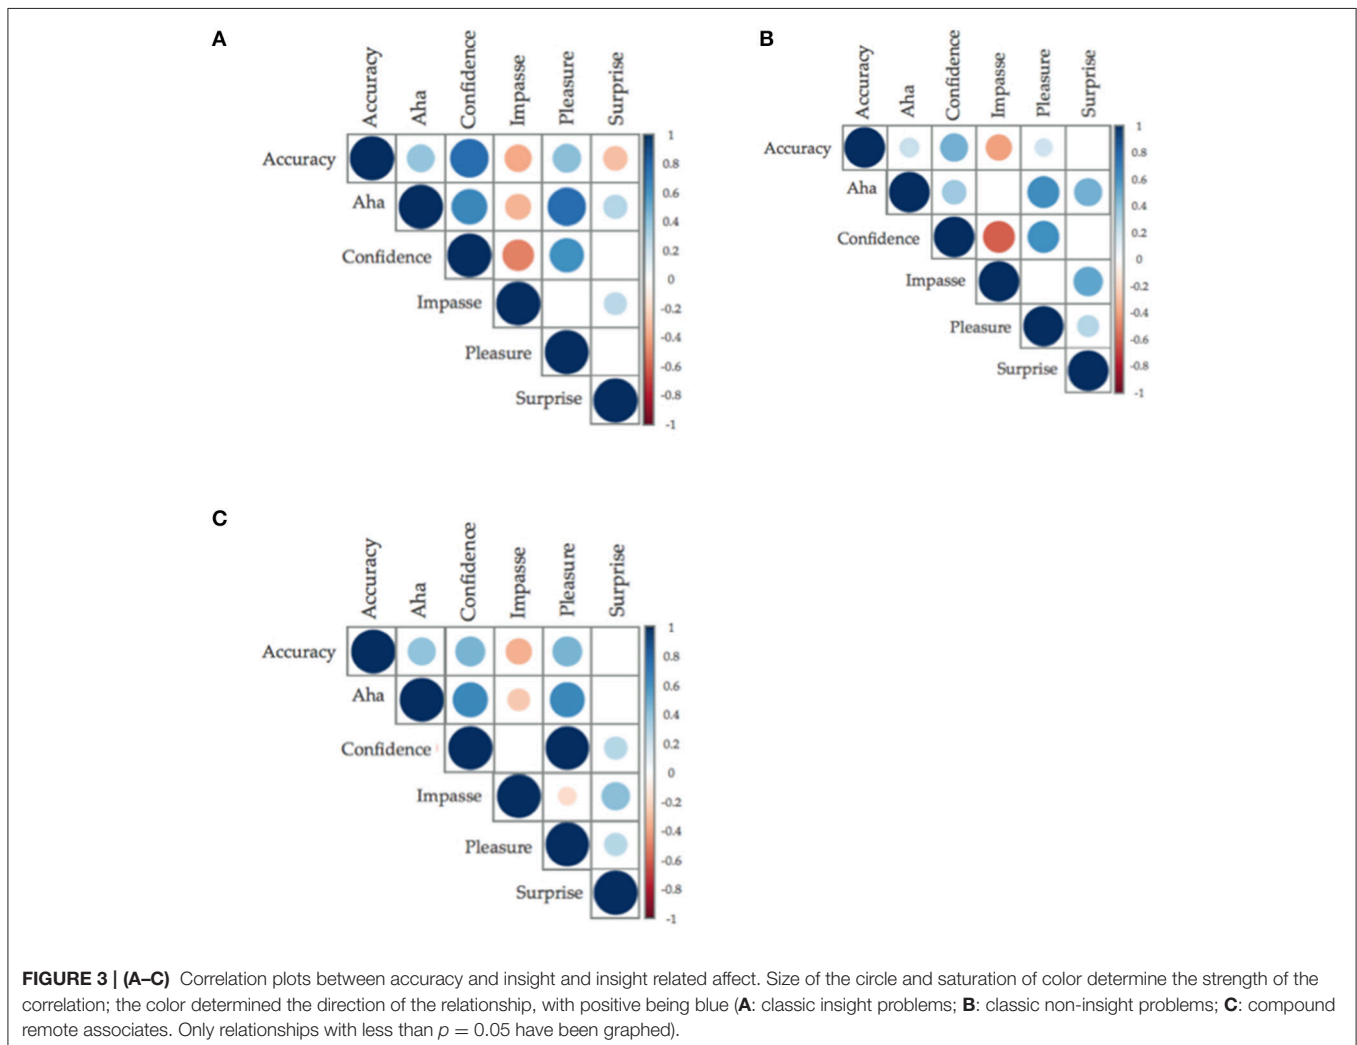 A
Accuracy
Aha
Confidence
Impasse
Pleasure
Surprise
Accuracy
Aha
Confidence
Impasse
Pleasure
Surprise
1
0.8
0.6
0.4
0.2
0
-0.2
-0.4
-0.6
-0.8
-1
B
Accuracy
Aha
Confidence
Impasse
Pleasure
Surprise
Accuracy
Aha
Confidence
Impasse
Pleasure
Surprise
1
0.8
0.6
0.4
0.2
0
-0.2
-0.4
-0.6
-0.8
-1
C
Accuracy
Aha
Confidence
Impasse
Pleasure
Surprise
Accuracy
Aha
Confidence
Impasse
Pleasure
Surprise
1
0.8
0.6
0.4
0.2
0
-0.2
-0.4
-0.6
-0.8
-1
FIGURE 3 | (A–C) Correlation plots between accuracy and insight and insight related affect. Size of the circle and saturation of color determine the strength of the
correlation; the color determined the direction of the relationship, with positive being blue (A: classic insight problems; B: classic non-insight problems; C: compound
remote associates. Only relationships with less than p = 0.05 have been graphed).